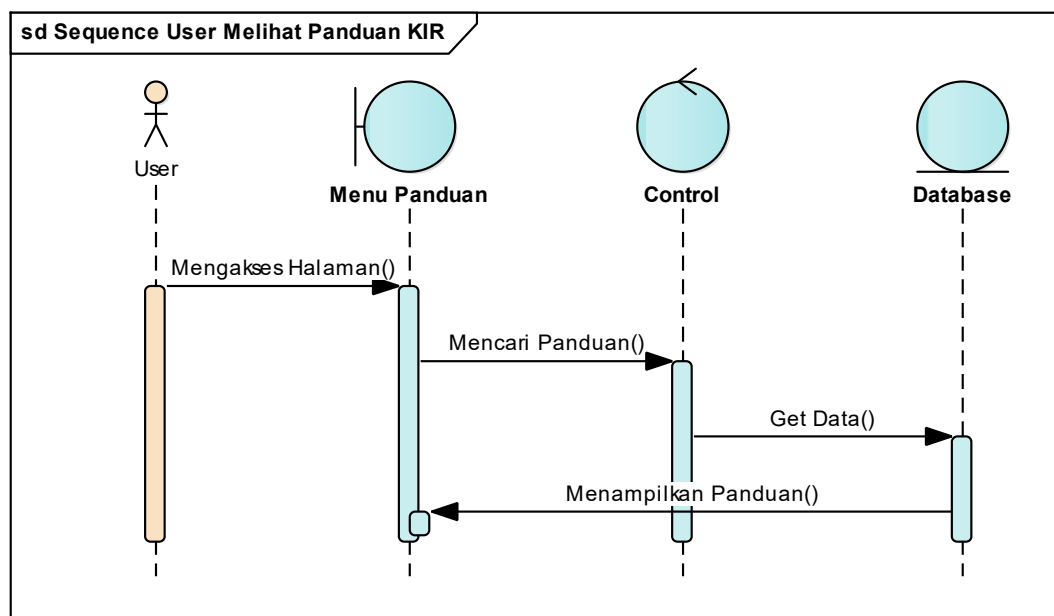 sd Sequence User Melihat Panduan KIR
User
Menu Panduan
Control
Database
Mengakses Halaman()
Mencari Panduan()
Get Data()
Menampilkan Panduan()